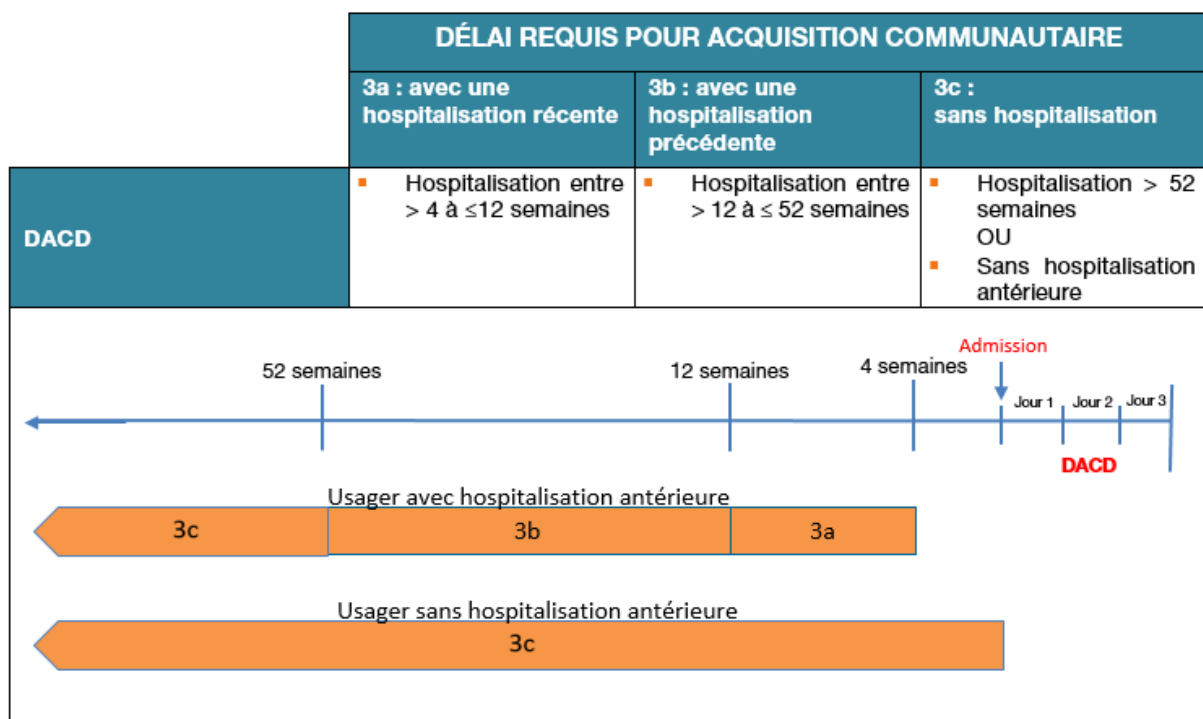 DÉLAI REQUIS POUR ACQUISITION COMMUNAUTAIRE
3a : avec une
hospitalisation récente
3b : avec une
hospitalisation
précédente
3c :
sans hospitalisation
DACD
▪ Hospitalisation entre
> 4 à ≤12 semaines
▪ Hospitalisation entre
> 12 à ≤ 52 semaines
▪ Hospitalisation > 52
semaines
OU
▪ Sans hospitalisation
antérieure
Admission
52 semaines
12 semaines
4 semaines
Jour 1
Jour 2
Jour 3
DACD
Usager avec hospitalisation antérieure
3c
3b
3a
Usager sans hospitalisation antérieure
3c